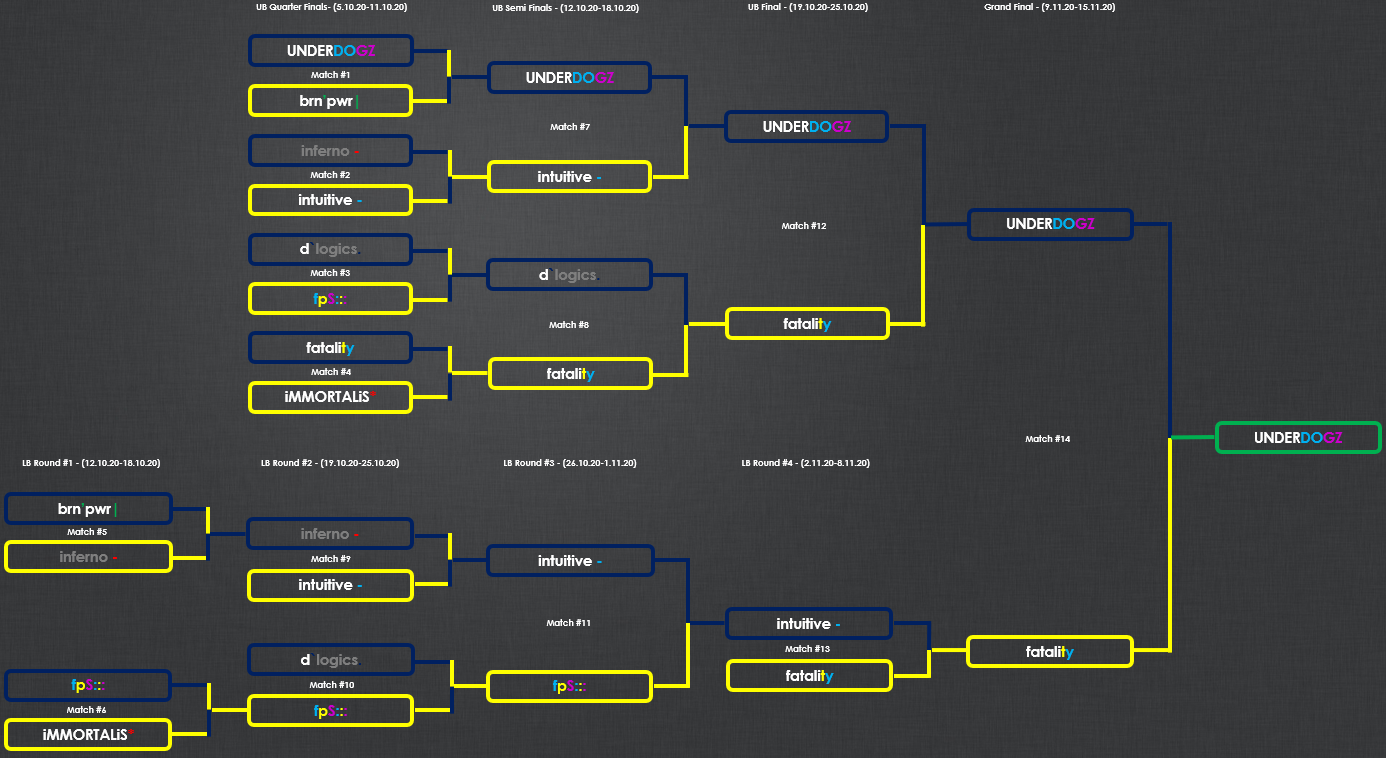 UB Quarter Finals- (5.10.20-11.10.20)
UB Semi Finals - (12.10.20-18.10.20)
UB Final - (19.10.20-25.10.20)
Grand Final - (9.11.20-15.11.20)
UNDERDOGZ
Match #1
brn*pwr|
inferno -
Match #2
intuitive -
d`logics.
Match #3
fpS:::
fatality
Match #4
iMMORTALiS"
UNDERDOGZ
Match #7
intuitive -
d`logics.
Match #8
fatality
UNDERDOGZ
Match #12
fatality
UNDERDOGZ
Match #14
UNDERDOGZ
LB Round #1 - (12.10.20-18.10.20)
LB Round #2 - (19.10.20-25.10.20)
LB Round #3 - (26.10.20-1.11.20)
LB Round #4 - (2.11.20-8.11.20)
brn*pwr|
Match #5
inferno -
fpS:::
Match #6
iMMORTALiS"
inferno -
Match #9
intuitive -
d`logics.
Match #10
fpS:::
intuitive -
Match #11
fpS:::
intuitive -
Match #13
fatality
fatality